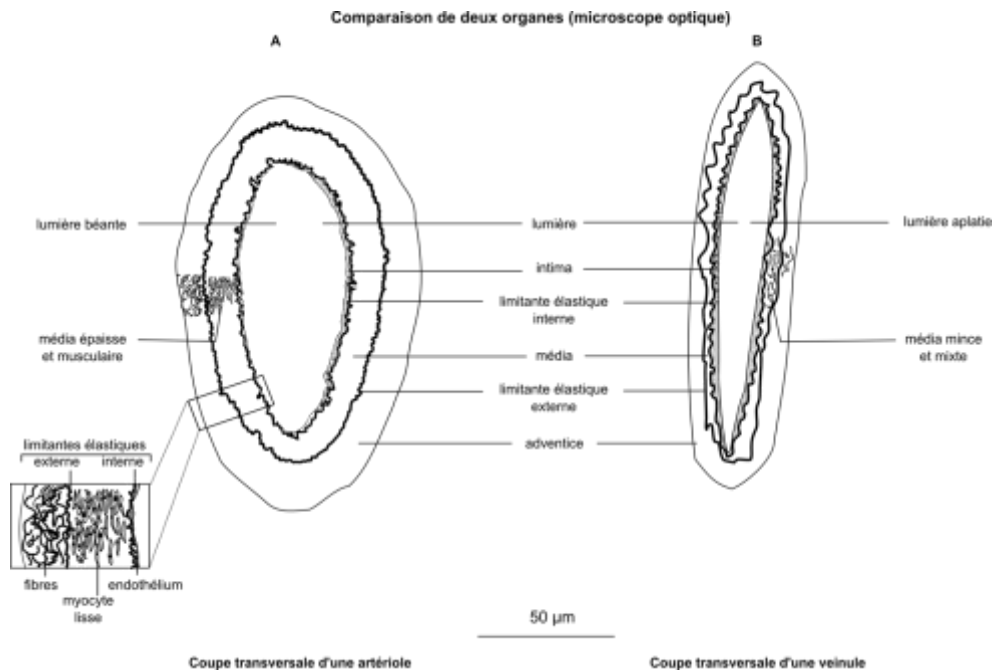 Comparaison de deux organes (microscope optique)
A
B
lumière béante
lumière
lumière aplatie
intima
limitante élastique
interne
média épaisse
et musculaire
média
média mince
et mixte
limitante élastique
externe
adventice
limitantes élastiques
externe
interne
fibres
endothélium
myocyte
lisse
50 µm
Coupe transversale d'une artériole
Coupe transversale d'une veinule